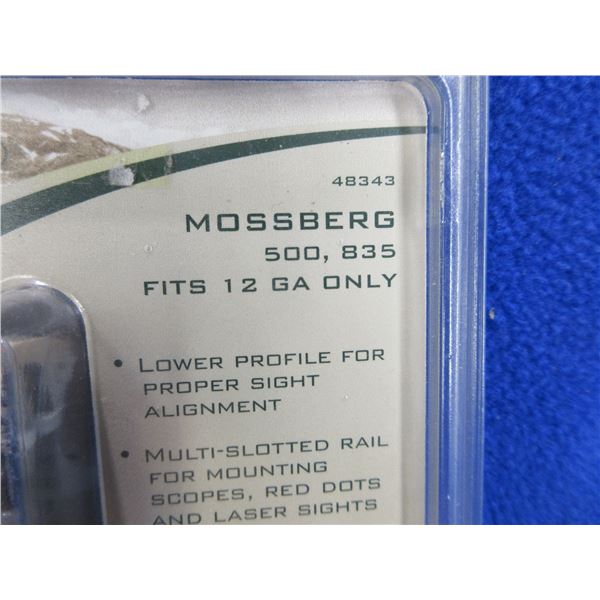 48343
MOSSBERG
500, 835
FITS 12 GA ONLY
• LOWER PROFILE FOR
PROPER SIGHT
ALIGNMENT
• MULTI-SLOTTED RAIL
FOR MOUNTING
SCOPES, RED DOTS
AND LASER SIGHTS